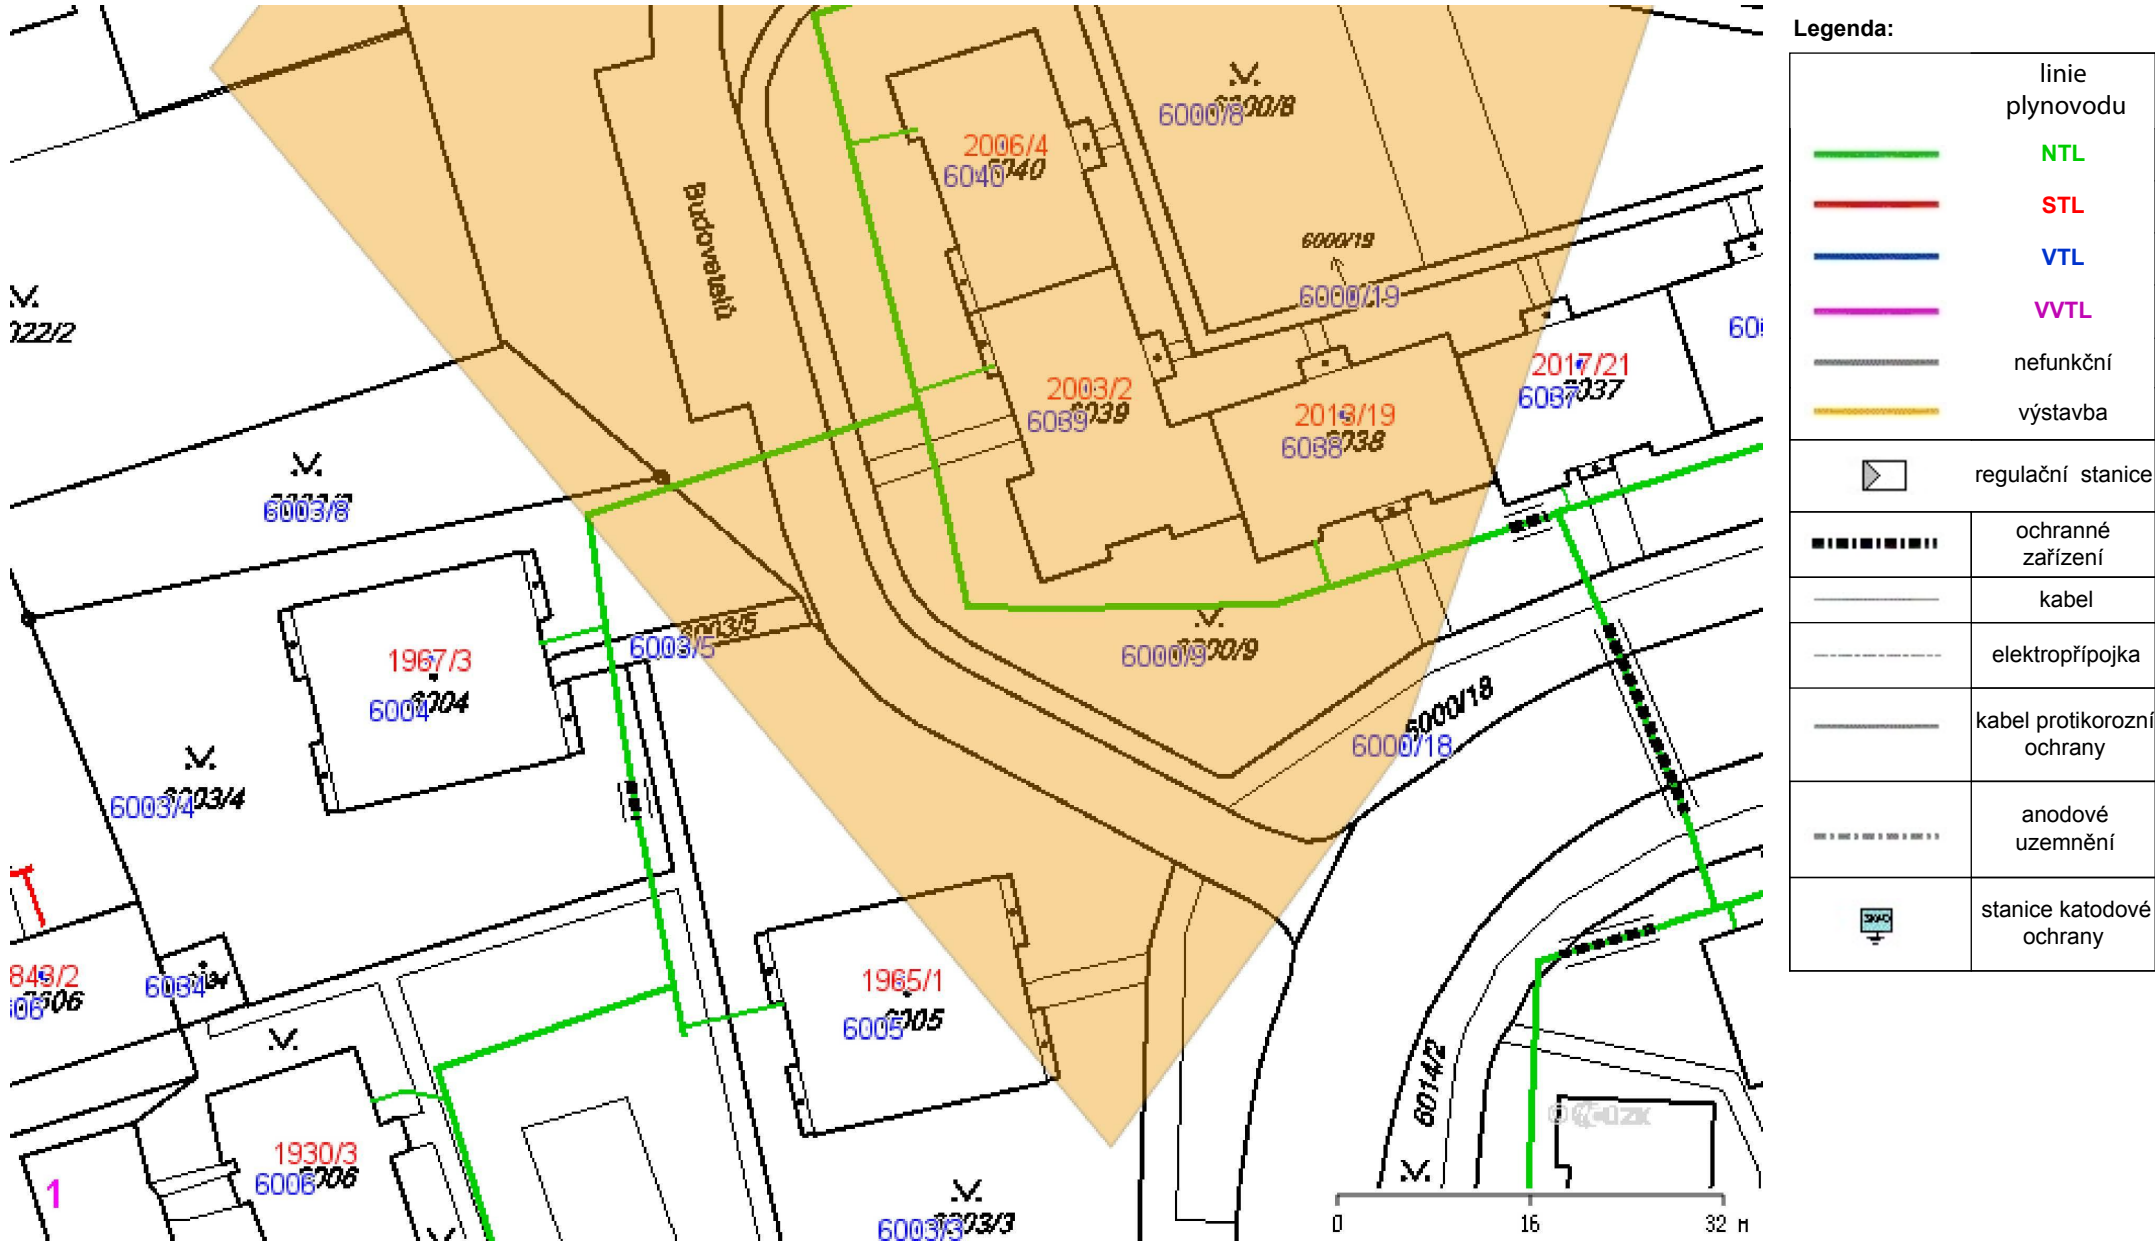 Legenda:
linie
plynovodu
NTL
STL
VTL
VVTL
nefunkční
výstavba
regulační stanice
ochranné
zařízení
kabel
elektropřípojka
kabel protikorozní
ochrany
anodové
uzemnění
stanice katodové
ochrany
6000/8
2006/4
6040
Budovatelů
6000/19
6000/19
2017/21
6037
2003/2
6039
2013/19
6038
6003/8
6003/5
6003/5
1967/3
6004
6000/9
6000/18
6000/18
6003/4
1965/1
6005
6034
6014/2
1930/3
6006
1
6003/3
0 16 32 M